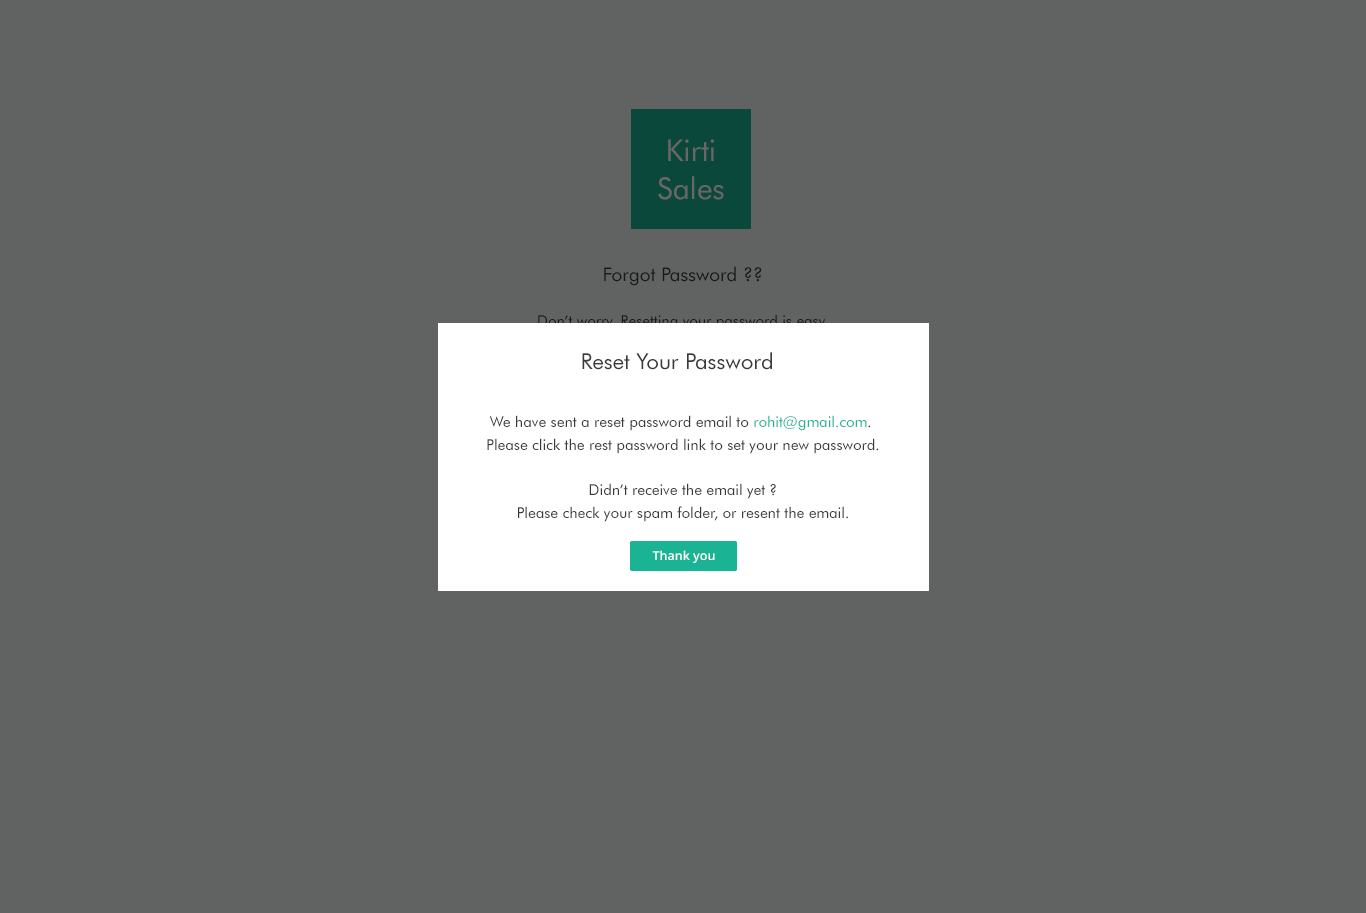 Kirti
Sales
Forgot Password ??
Don't worry. Resetting your password is easy
Reset Your Password
We have sent a reset password email to rohit@gmail.com.
Please click the rest password link to set your new password.
Didn't receive the email yet ?
Please check your spam folder, or resent the email.
Thank you